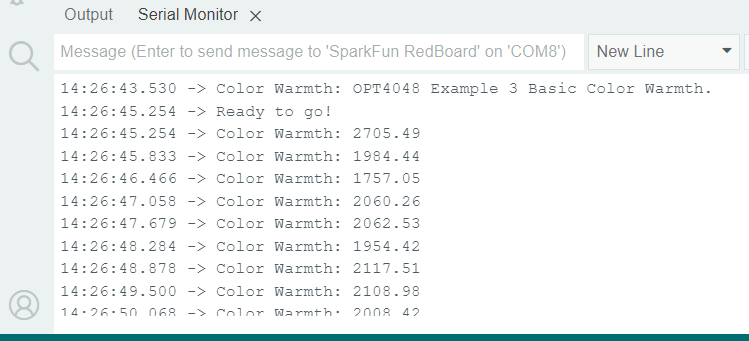 Output Serial Monitor
Message (Enter to send message to 'SparkFun RedBoard' on 'COM8') New Line
14:26:43.530 -> Color Warmth: OPT4048 Example 3 Basic Color Warmth.
14:26:45.254 -> Ready to go!
14:26:45.254 -> Color Warmth: 2705.49
14:26:45.833 -> Color Warmth: 1984.44
14:26:46.466 -> Color Warmth: 1757.05
14:26:47.058 -> Color Warmth: 2060.26
14:26:47.679 -> Color Warmth: 2062.53
14:26:48.284 -> Color Warmth: 1954.42
14:26:48.878 -> Color Warmth: 2117.51
14:26:49.500 -> Color Warmth: 2108.98
14:26:50.068 -> Color Warmth: 2008.42